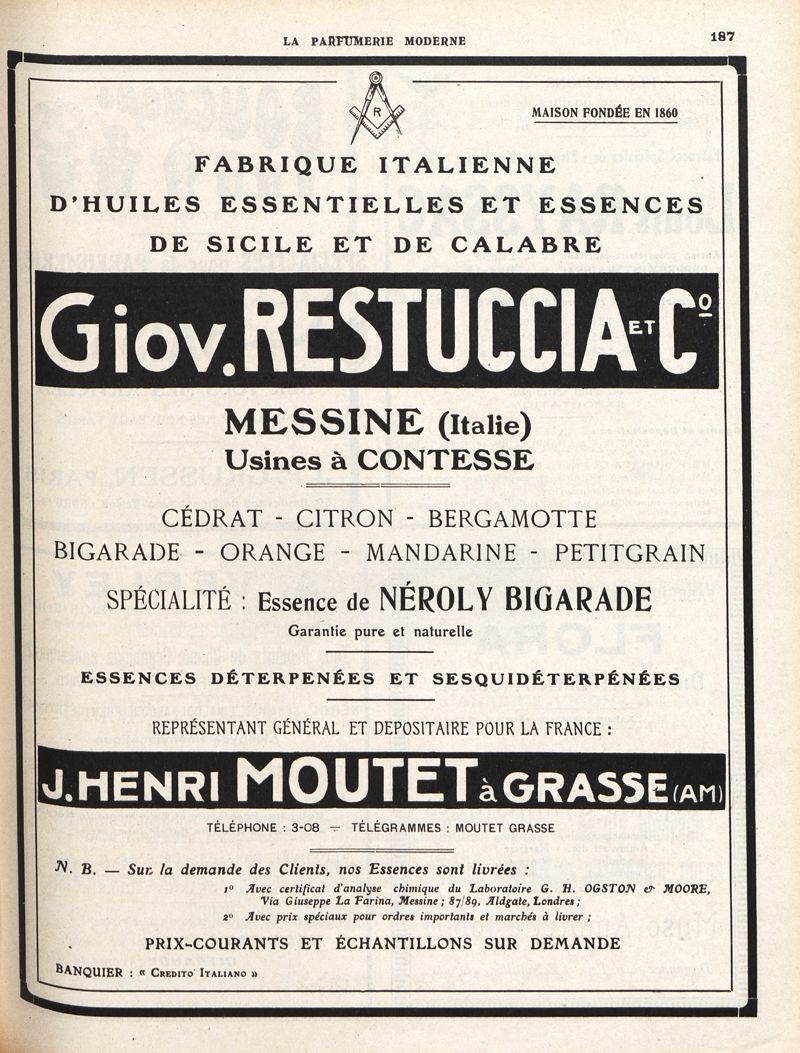 LA PARFUMERIE MODERNE
187
R
MAISON FONDÉE EN 1860
FABRIQUE ITALIENNE
D'HUILES ESSENTIELLES ET ESSENCES
DE SICILE ET DE CALABRE
Giov. RESTUCCIA ET Cº
MESSINE (Italie)
Usines à CONTESSE
CÉDRAT - CITRON - BERGAMOTTE
BIGARADE - ORANGE - MANDARINE - PETITGRAIN
SPÉCIALITÉ : Essence de NÉROLY BIGARADE
Garantie pure et naturelle
ESSENCES DÉTERPENÉES ET SESQUIDÉTERPÉNÉES
REPRÉSENTANT GÉNÉRAL ET DEPOSITAIRE POUR LA FRANCE :
J. HENRI MOUTET à GRASSE (AM)
TÉLÉPHONE : 3-08 — TÉLÉGRAMMES : MOUTET GRASSE
N. B. — Sur la demande des Clients, nos Essences sont livrées :
1º Avec certificat d'analyse chimique du Laboratoire G. H. OGSTON & MOORE,
Via Giuseppe La Farina, Messine ; 87/89, Aldgate, Londres ;
2º Avec prix spéciaux pour ordres importants et marchés à livrer ;
PRIX-COURANTS ET ÉCHANTILLONS SUR DEMANDE
BANQUIER : « CREDITO ITALIANO »